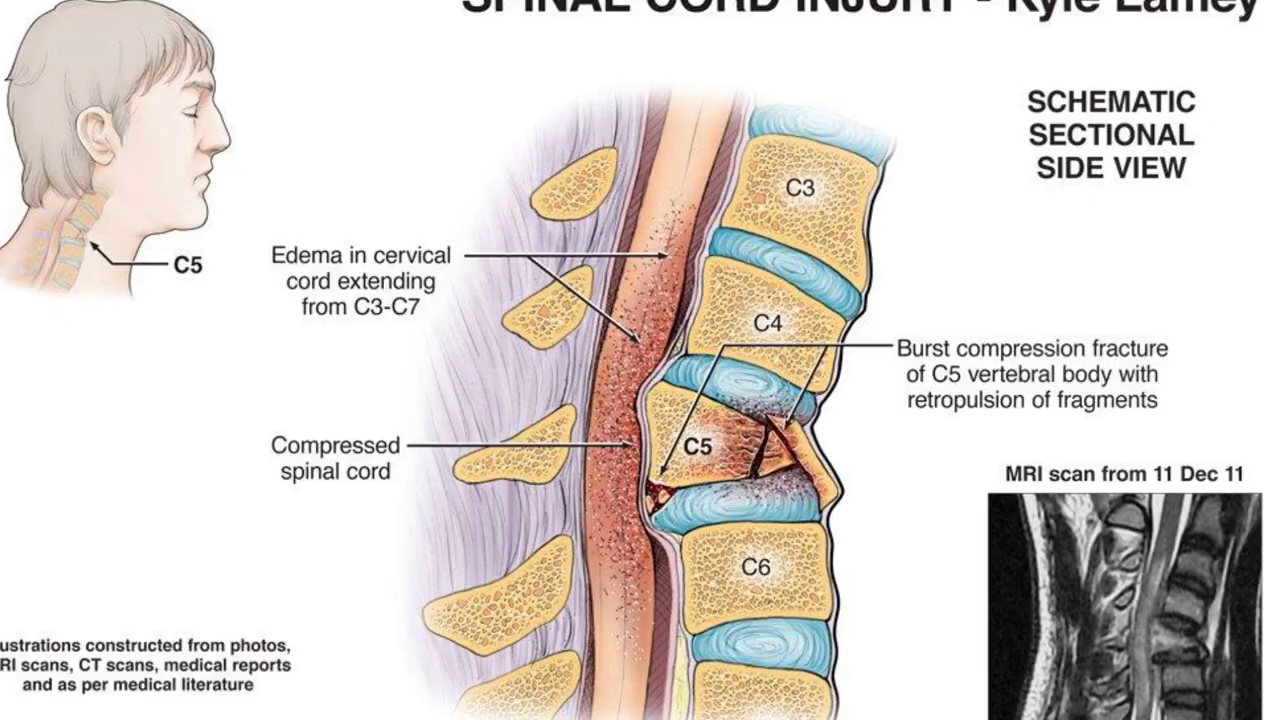 SPINAL CORD INJURY - Kyle
SCHEMATIC
SECTIONAL
SIDE VIEW
C3
C5
Edema in cervical
cord extending
from C3-C7
C4
Burst compression fracture
of C5 vertebral body with
retropulsion of fragments
Compressed
spinal cord
C5
MRI scan from 11 Dec 11
C6
ustrations constructed from photos,
RI scans, CT scans, medical reports
and as per medical literature